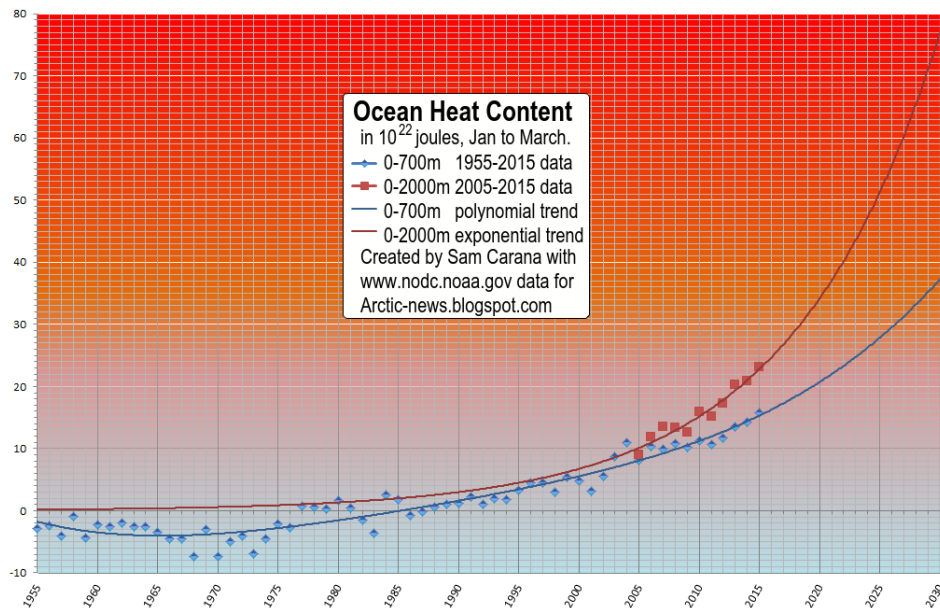 80
70
60
50
40
30
20
10
0
-10
Ocean Heat Content
in 10²² joules, Jan to March.
0-700m 1955-2015 data
0-2000m 2005-2015 data
0-700m polynomial trend
0-2000m exponential trend
Created by Sam Carana with
www.nodc.noaa.gov data for
Arctic-news.blogspot.com
1955 1960 1965 1970 1975 1980 1985 1990 1995 2000 2005 2010 2015 2020 2025 2030